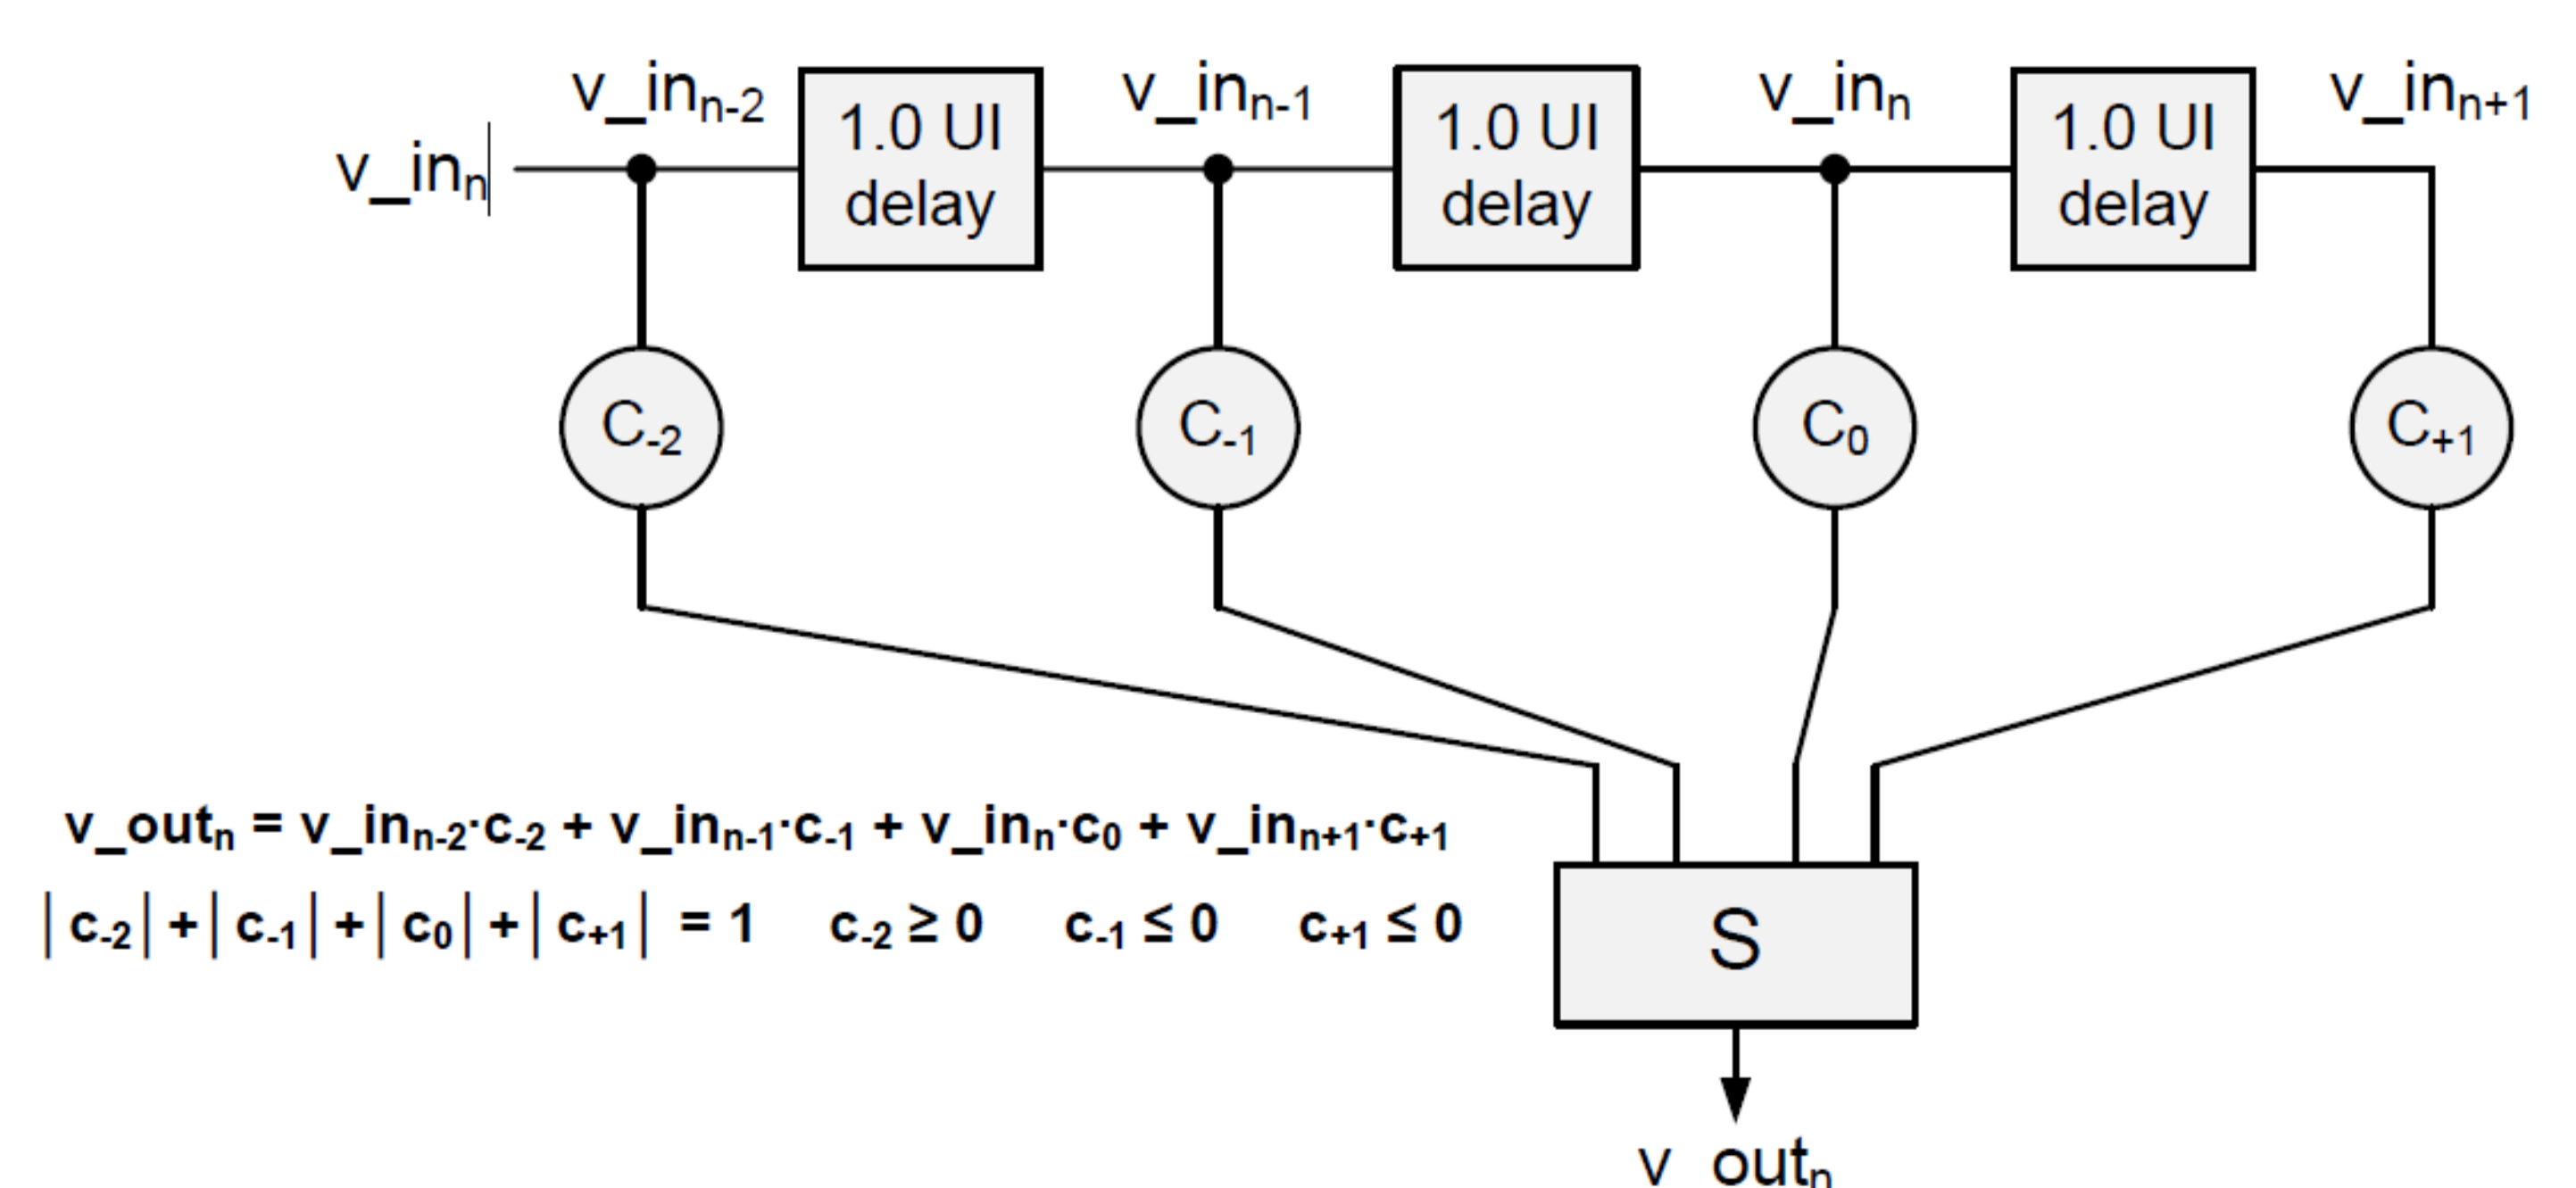 v_inₙ₋₂
1.0 UI
delay
v_inₙ₋₁
1.0 UI
delay
v_inₙ
1.0 UI
delay
v_inₙ₊₁
v_inₙ
C₋₂
C₋₁
C₀
C₊₁
v_outₙ = v_inₙ₋₂·c₋₂ + v_inₙ₋₁·c₋₁ + v_inₙ·c₀ + v_inₙ₊₁·c₊₁
|c₋₂| + |c₋₁| + |c₀| + |c₊₁| = 1 c₋₂ ≥ 0 c₋₁ ≤ 0 c₊₁ ≤ 0
S
v outₙ